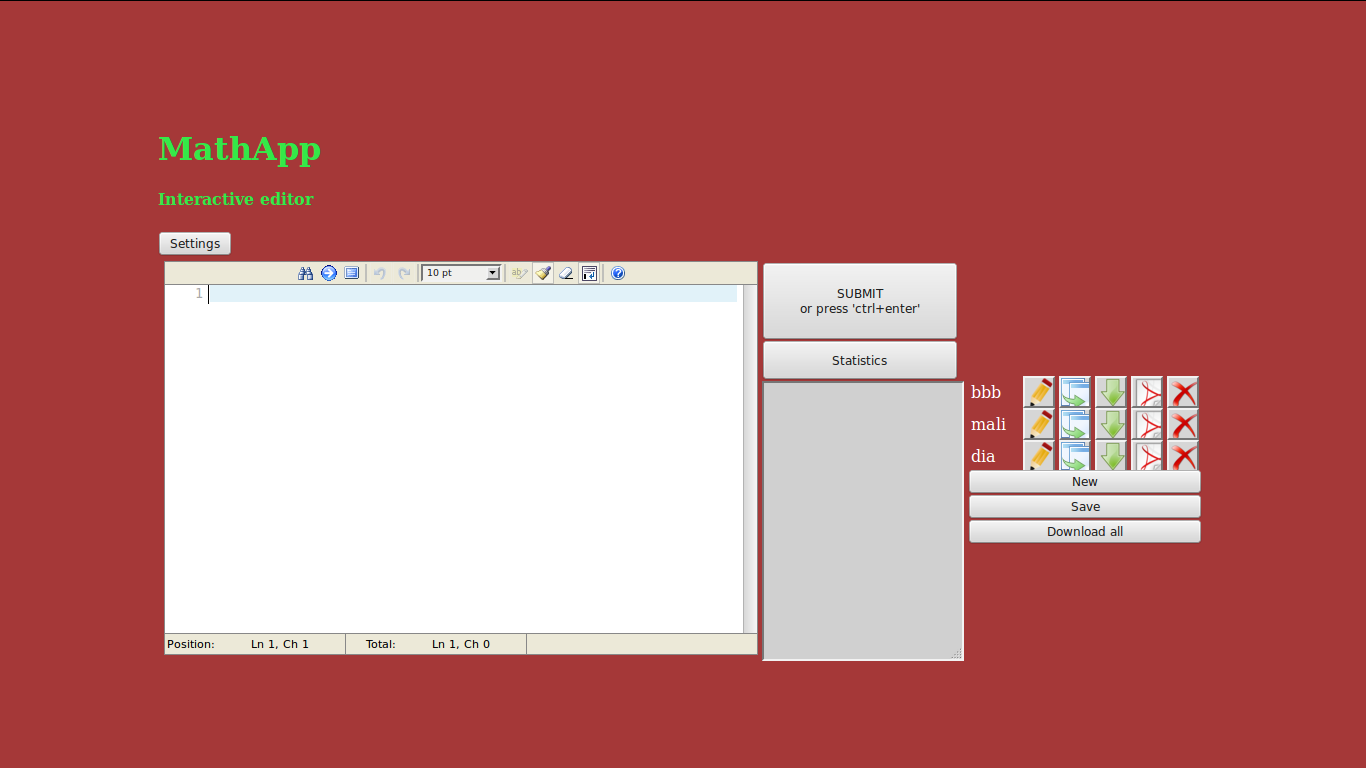 MathApp
Interactive editor
Settings
10 pt
1
SUBMIT
or press 'ctrl+enter'
Statistics
bbb
mali
dia
New
Save
Download all
Position: Ln 1, Ch 1 Total: Ln 1, Ch 0